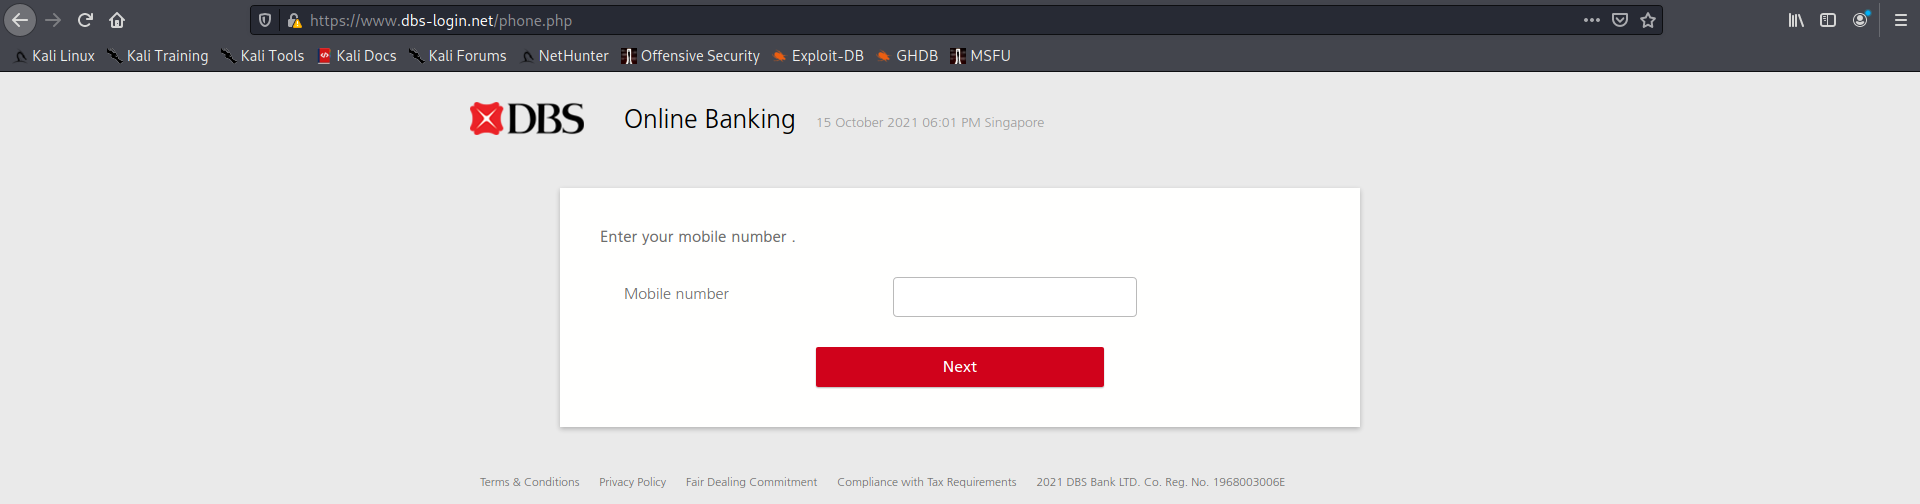 https://www.dbs-login.net/phone.php
Kali Linux Kali Training Kali Tools Kali Docs Kali Forums NetHunter Offensive Security Exploit-DB GHDB MSFU
DBS Online Banking 15 October 2021 06:01 PM Singapore
Enter your mobile number .
Mobile number
Next
Terms & Conditions Privacy Policy Fair Dealing Commitment Compliance with Tax Requirements 2021 DBS Bank LTD. Co. Reg. No. 1968003006E